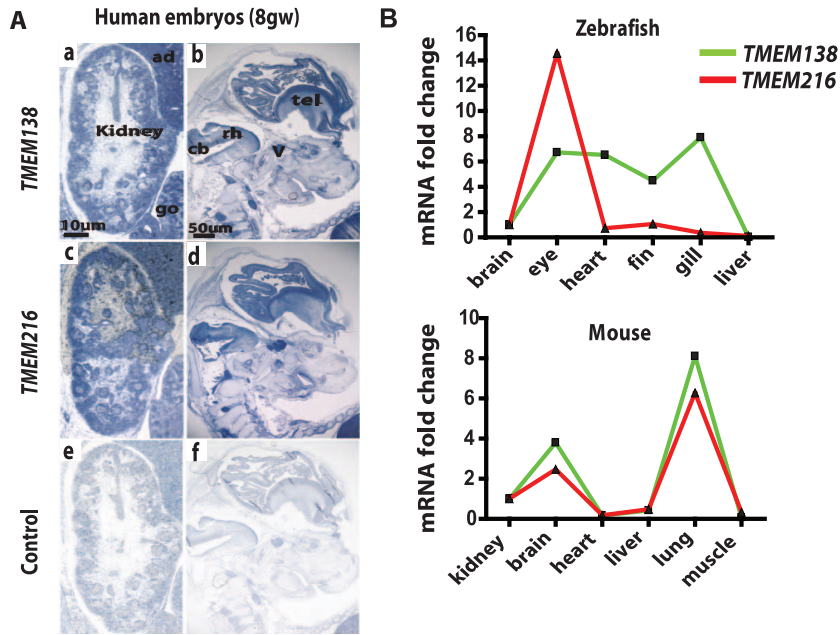 A
Human embryos (8gw)
a
ad
Kidney
go
10um
b
tel
rh
cb
V
50um
TMEM138
c
d
TMEM216
e
f
Control
B
Zebrafish
TMEM138
TMEM216
mRNA fold change
16
14
12
10
8
6
4
2
0
brain
eye
heart
fin
gill
liver
Mouse
mRNA fold change
10
8
6
4
2
0
kidney
brain
heart
liver
lung
muscle